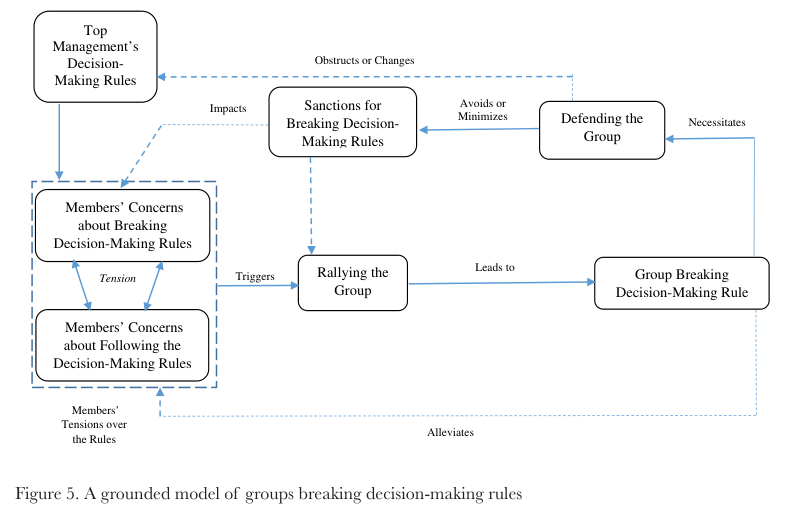 Top
Management's
Decision-
Making Rules
Obstructs or Changes
Impacts
Sanctions for
Breaking Decision-
Making Rules
Avoids or
Minimizes
Defending the
Group
Necessitates
Members' Concerns
about Breaking
Decision-Making Rules
Tension
Members' Concerns
about Following the
Decision-Making Rules
Triggers
Rallying the
Group
Leads to
Group Breaking
Decision-Making Rule
Members'
Tensions over
the Rules
Alleviates
Figure 5. A grounded model of groups breaking decision-making rules